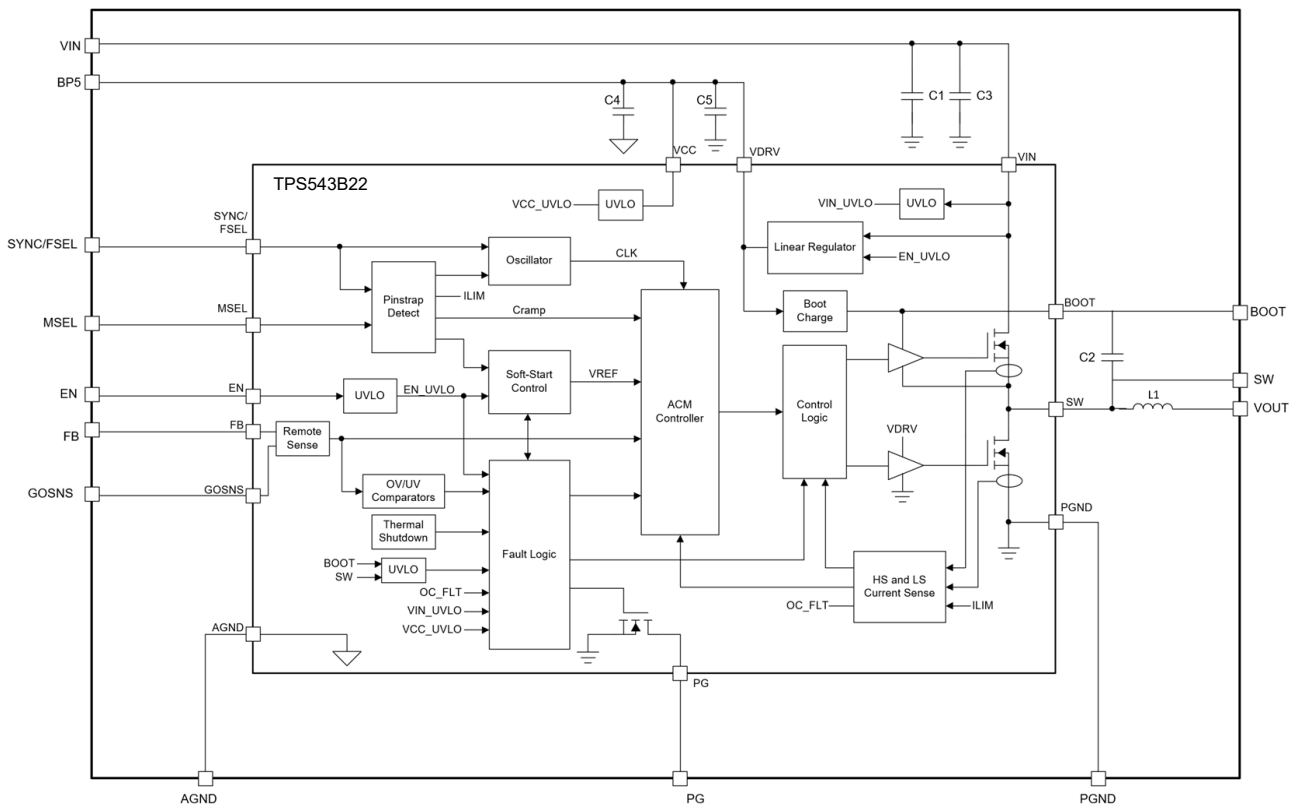 VIN
BP5
C4
C5
C1
C3
VCC
VDRV
VIN
TPS543B22
VCC_UVLO
UVLO
VIN_UVLO
UVLO
SYNC/
FSEL
SYNC/FSEL
Oscillator
CLK
Linear Regulator
EN_UVLO
Pinstrap
Detect
ILIM
Boot
Charge
BOOT
BOOT
MSEL
MSEL
Cramp
C2
Soft-Start
Control
VREF
ACM
Controller
Control
Logic
EN
EN
UVLO
EN_UVLO
SW
SW
L1
VOUT
FB
FB
Remote
Sense
VDRV
GOSNS
GOSNS
OV/UV
Comparators
PGND
Thermal
Shutdown
Fault Logic
BOOT
SW
UVLO
HS and LS
Current Sense
OC_FLT
OC_FLT
ILIM
VIN_UVLO
VCC_UVLO
AGND
PG
AGND
PG
PGND